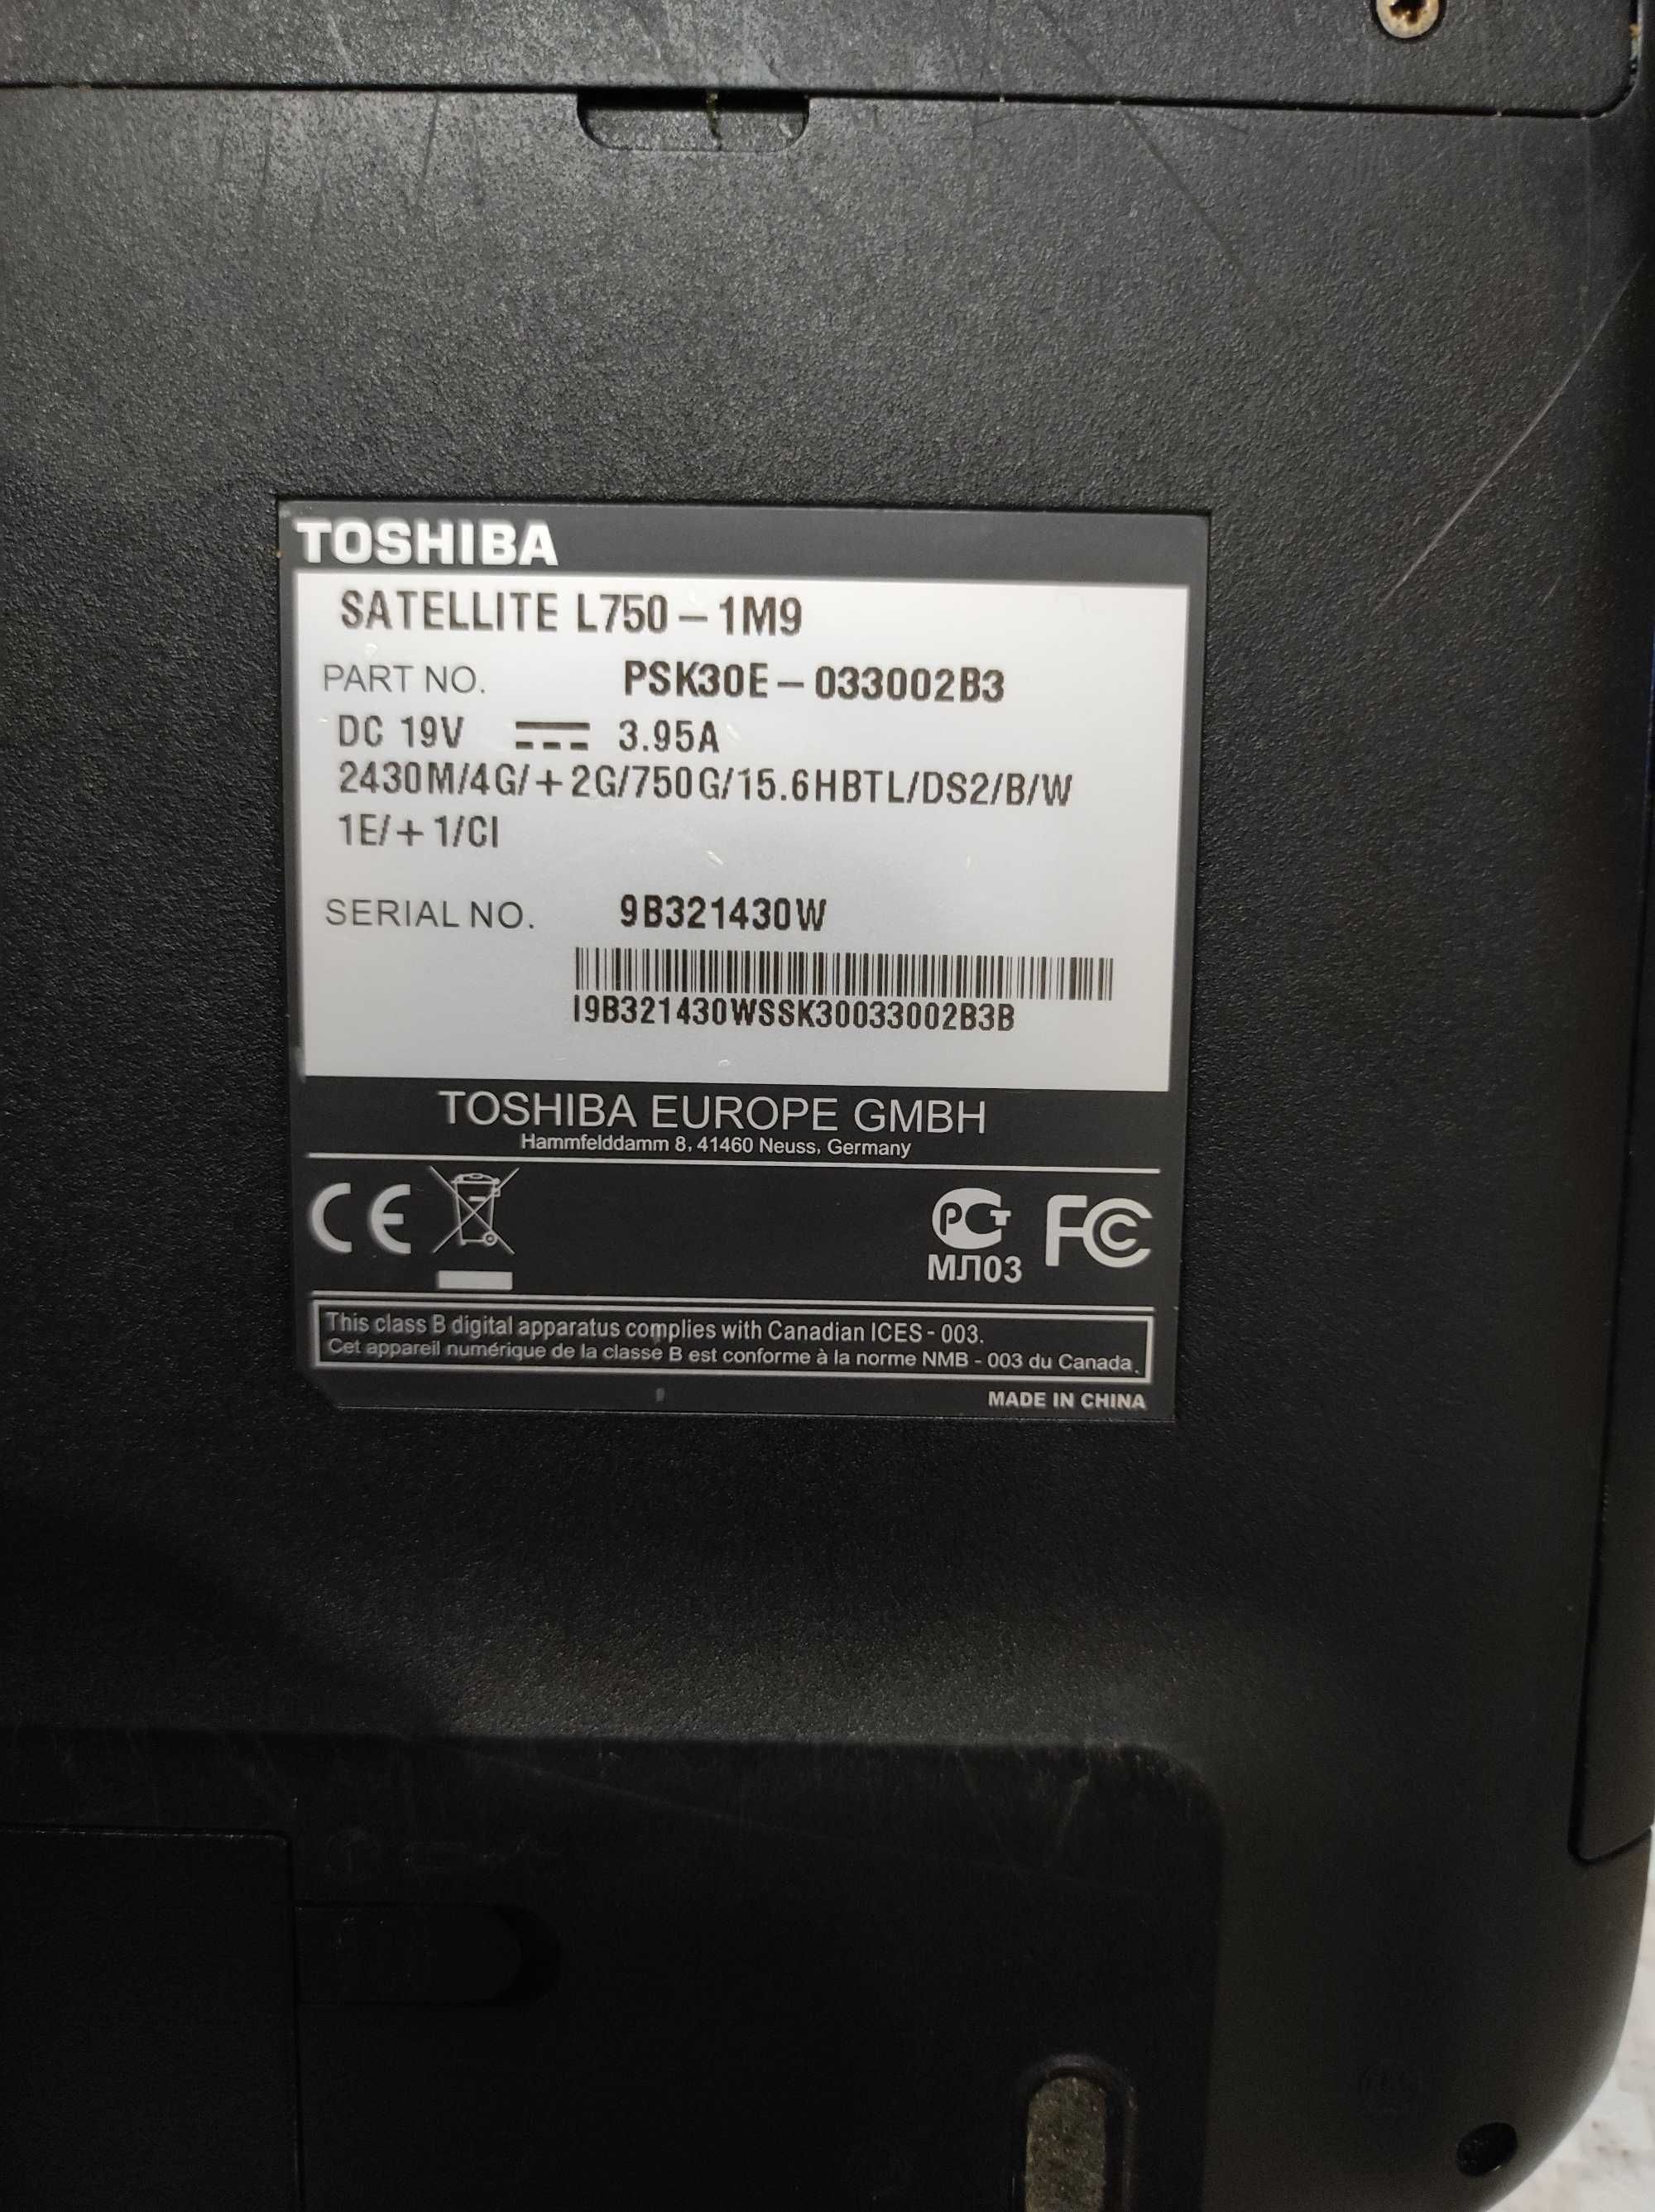 TOSHIBA
SATELLITE L750 – 1M9
PART NO. PSK30E – 033002B3
DC 19V 3.95A
2430M/4G/+2G/750G/15.6HBTL/DS2/B/W
1E/+1/CI
SERIAL NO. 9B321430W
I9B321430WSSK30033002B3B
TOSHIBA EUROPE GMBH
Hammfelddamm 8, 41460 Neuss, Germany
CE PCT FC
МЛ03
This class B digital apparatus complies with Canadian ICES - 003.
Cet appareil numérique de la classe B est conforme à la norme NMB - 003 du Canada.
MADE IN CHINA